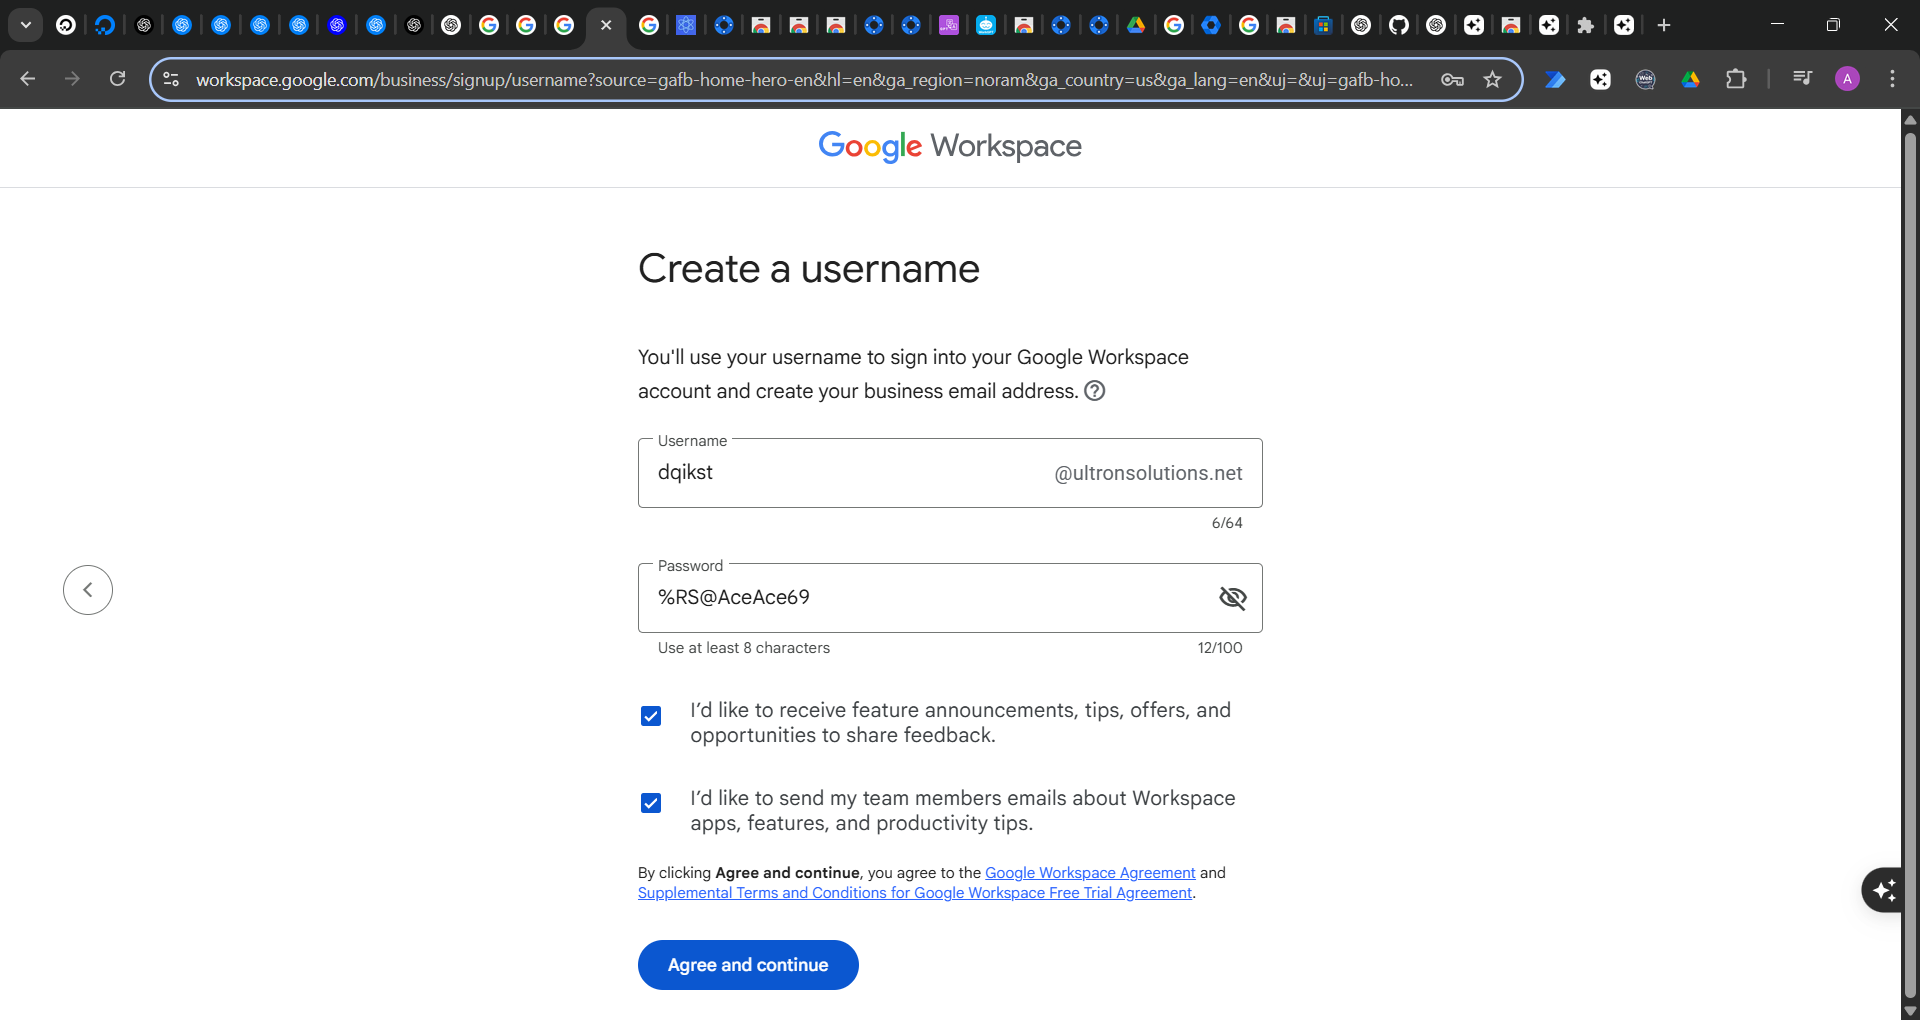 workspace.google.com/business/signup/username?source=gafb-home-hero-en&hl=en&ga_region=noram&ga_country=us&ga_lang=en&uj=&uj=gafb-ho...
A
Google Workspace
Create a username
You'll use your username to sign into your Google Workspace
account and create your business email address.
Username
dqikst @ultronsolutions.net
6/64
Password
%RS@AceAce69
Use at least 8 characters 12/100
I’d like to receive feature announcements, tips, offers, and
opportunities to share feedback.
I’d like to send my team members emails about Workspace
apps, features, and productivity tips.
By clicking Agree and continue, you agree to the Google Workspace Agreement and
Supplemental Terms and Conditions for Google Workspace Free Trial Agreement.
Agree and continue